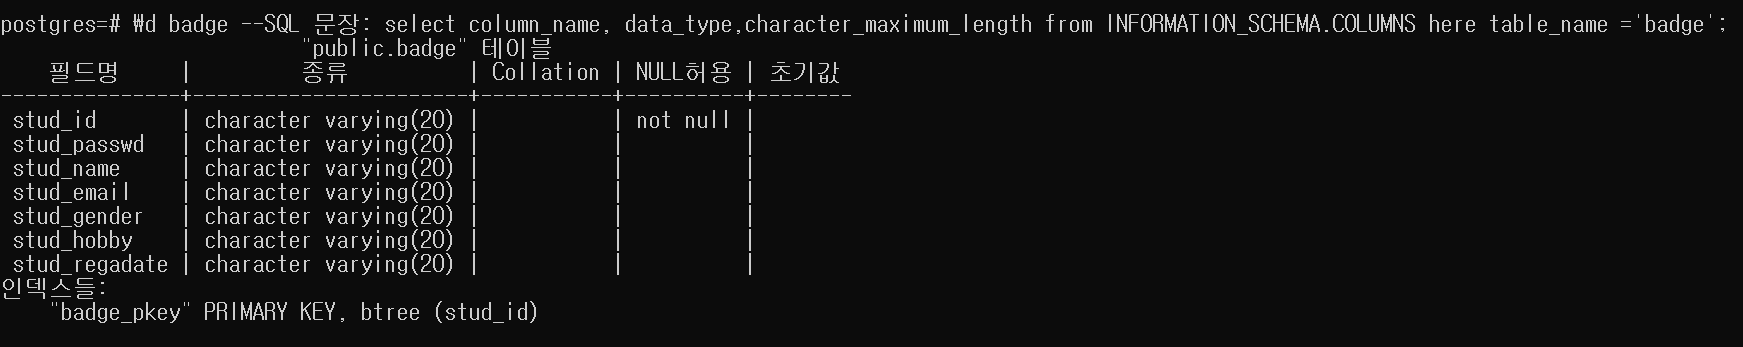 postgres=# ₩d badge --SQL 문장: select column_name, data_type,character_maximum_length from INFORMATION_SCHEMA.COLUMNS here table_name ='badge';
                   "public.badge" 테이블
    필드명     |         종류          | Collation | NULL허용 | 초기값
---------------+-----------------------+-----------+----------+--------
 stud_id       | character varying(20) |           | not null |
 stud_passwd   | character varying(20) |           |          |
 stud_name     | character varying(20) |           |          |
 stud_email    | character varying(20) |           |          |
 stud_gender   | character varying(20) |           |          |
 stud_hobby    | character varying(20) |           |          |
 stud_regadate | character varying(20) |           |          |
인덱스들:
    "badge_pkey" PRIMARY KEY, btree (stud_id)